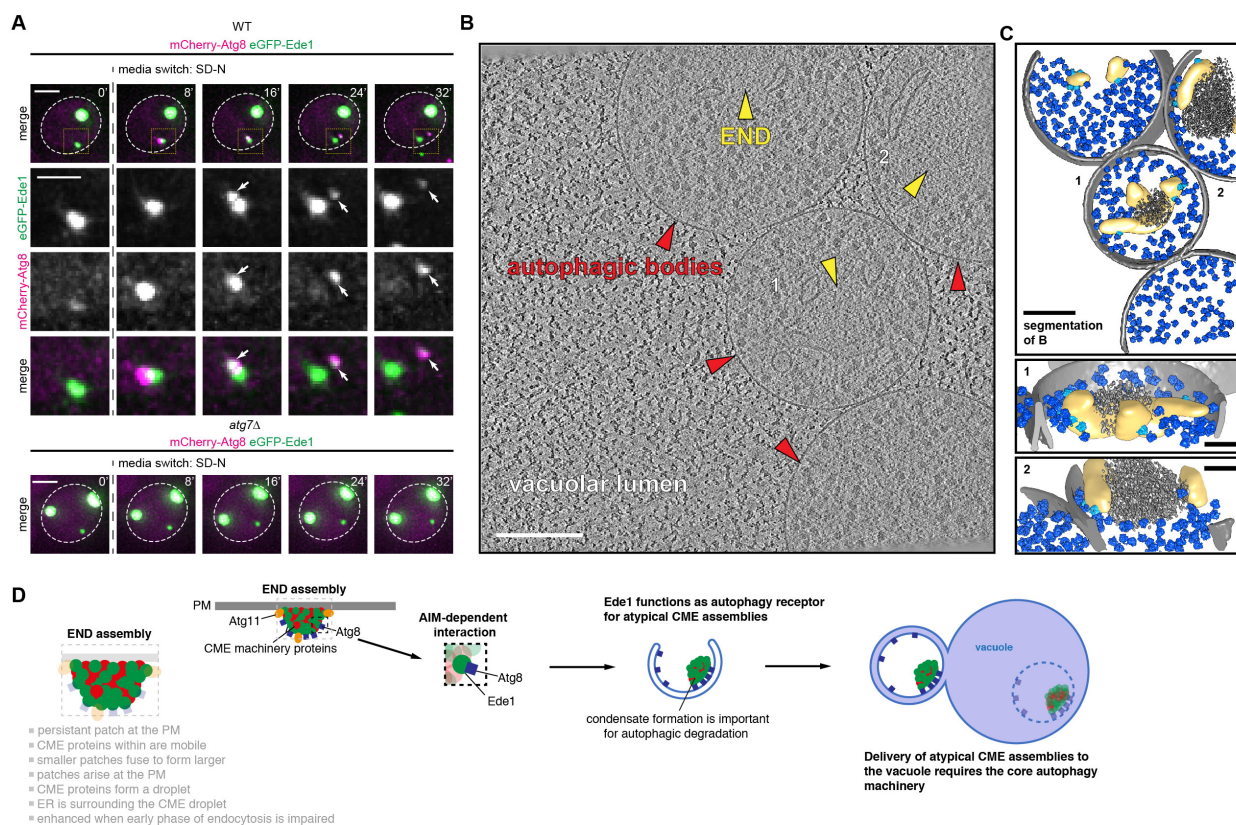 A
WT
mCherry-Atg8 eGFP-Ede1
media switch: SD-N
0’ 8’ 16’ 24’ 32’
merge
eGFP-Ede1
mCherry-Atg8
merge
atg7Δ
mCherry-Atg8 eGFP-Ede1
media switch: SD-N
0’ 8’ 16’ 24’ 32’
merge
B
END
2
autophagic bodies
1
vacuolar lumen
C
1
2
segmentation
of B
1
2
D
END assembly
persistant patch at the PM
CME proteins within are mobile
smaller patches fuse to form larger
patches arise at the PM
CME proteins form a droplet
ER is surrounding the CME droplet
enhanced when early phase of endocytosis is impaired
END assembly
PM
Atg11
Atg8
CME machinery proteins
AIM-dependent
interaction
Atg8
Ede1
Ede1 functions as autophagy receptor
for atypical CME assemblies
condensate formation is important
for autophagic degradation
vacuole
Delivery of atypical CME assemblies to
the vacuole requires the core autophagy
machinery